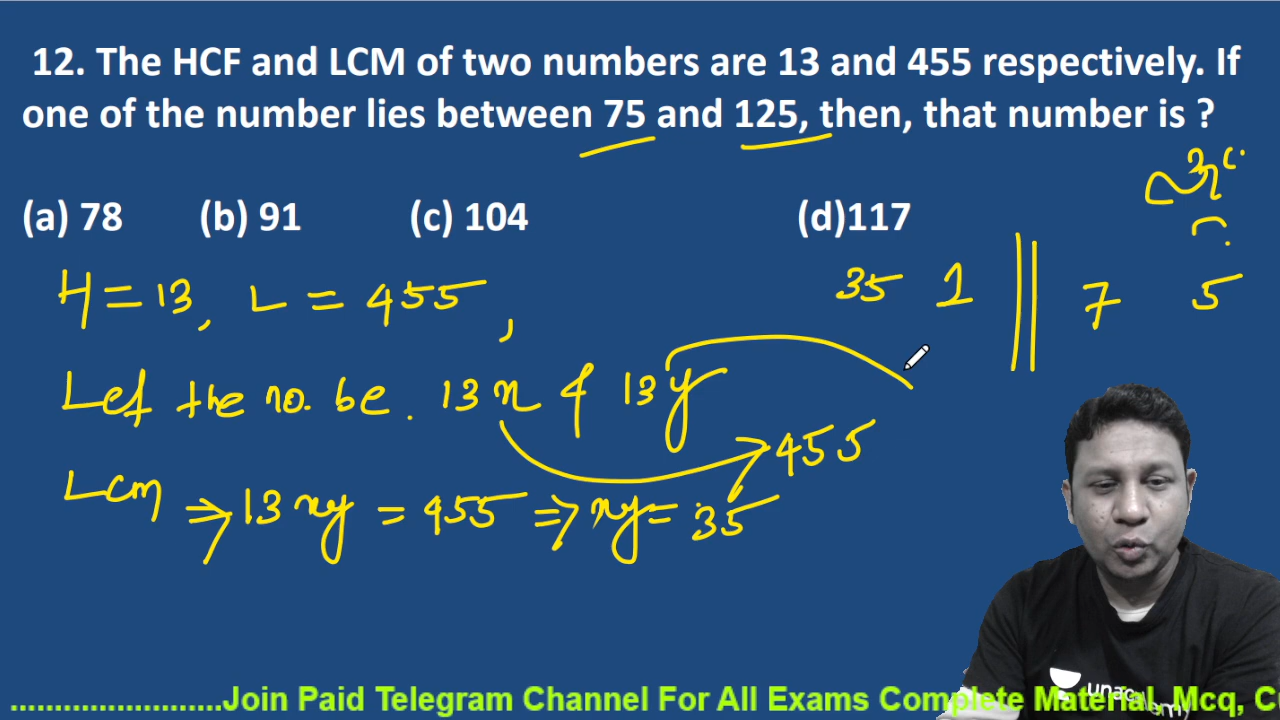 12. The HCF and LCM of two numbers are 13 and 455 respectively. If
one of the number lies between 75 and 125, then, that number is ?
(a) 78 (b) 91 (c) 104 (d)117
35 1 7 5
H = 13, L = 455,
Let the no. be. 13x & 13y
455
Lcm ⇒ 13xy = 455 ⇒ xy = 35
unacademy
........................Join Paid Telegram Channel For All Exams Complete Material, Mcq, C